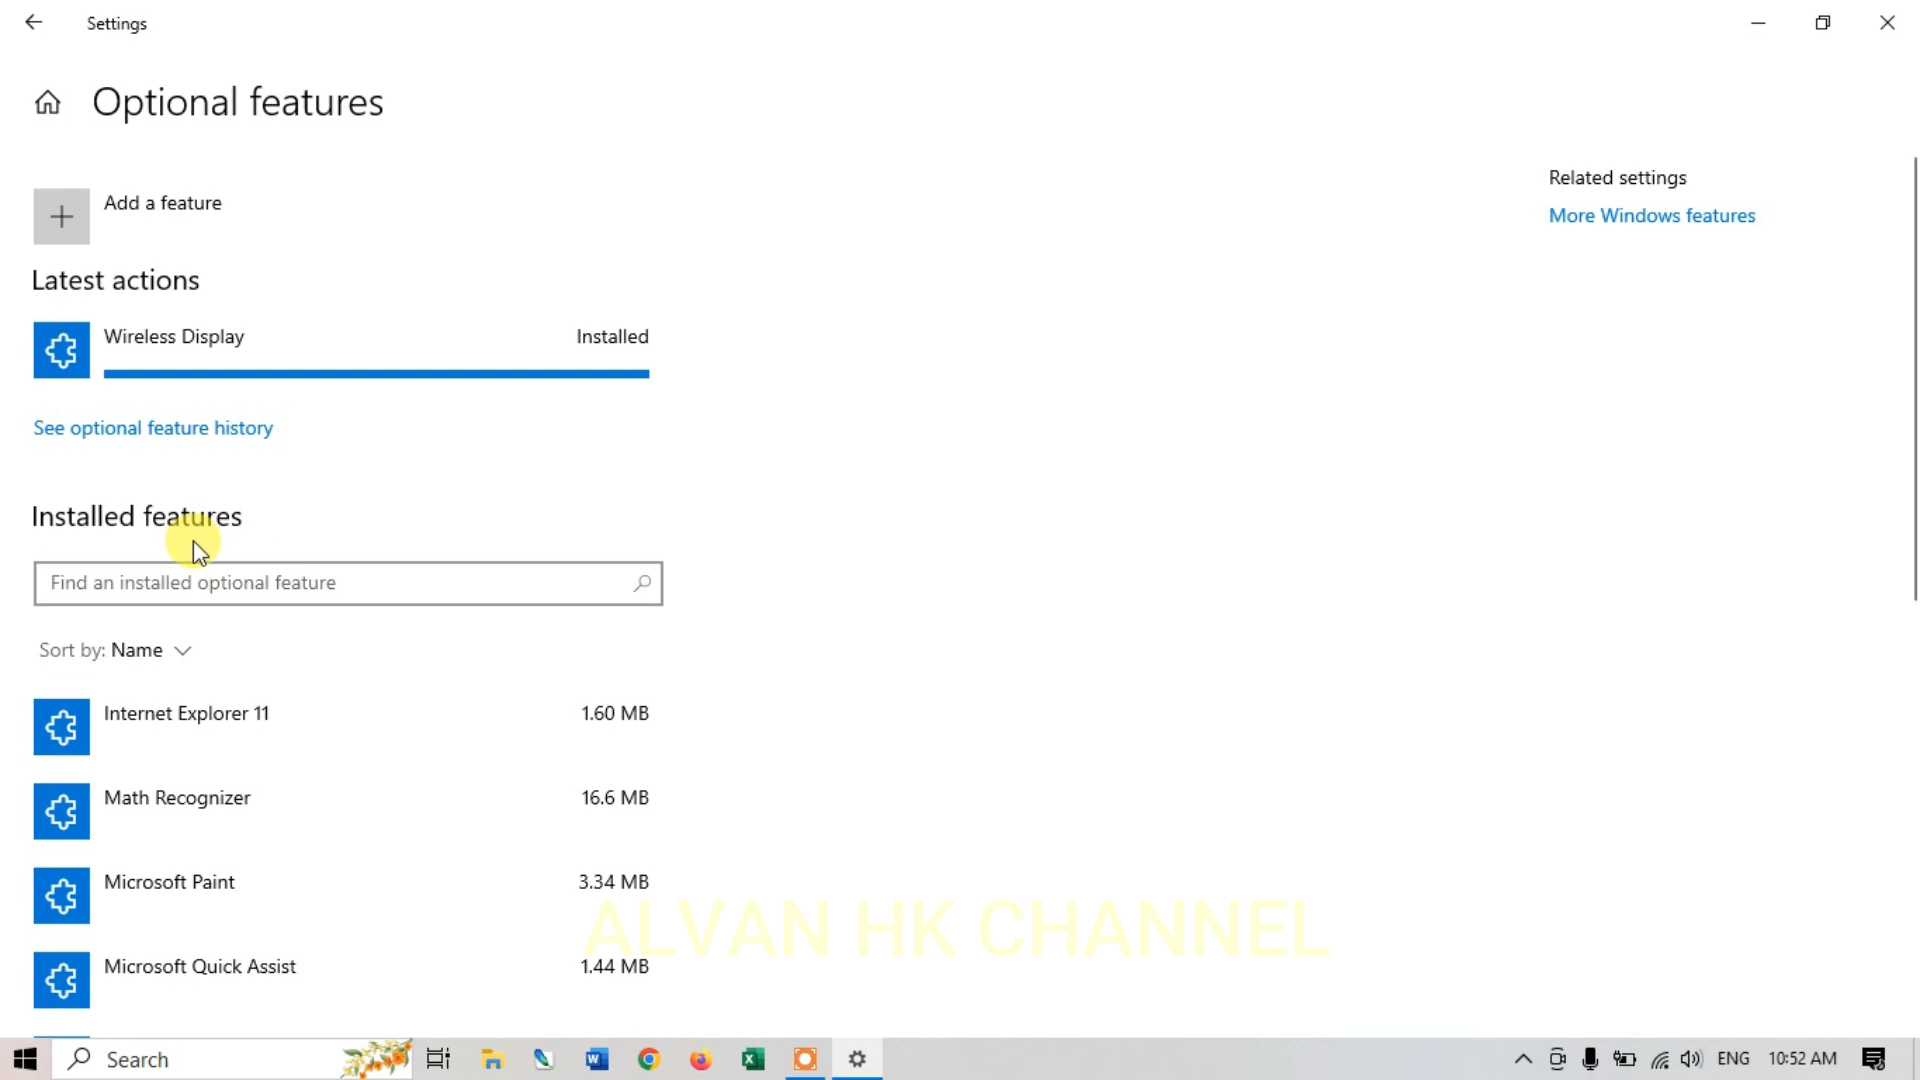 Settings
Optional features
Add a feature
Latest actions
Wireless Display Installed
See optional feature history
Installed features
Find an installed optional feature
Sort by: Name
Internet Explorer 11 1.60 MB
Math Recognizer 16.6 MB
Microsoft Paint 3.34 MB
Microsoft Quick Assist 1.44 MB
Related settings
More Windows features
ALVAN HK CHANNEL
Search
ENG 10:52 AM